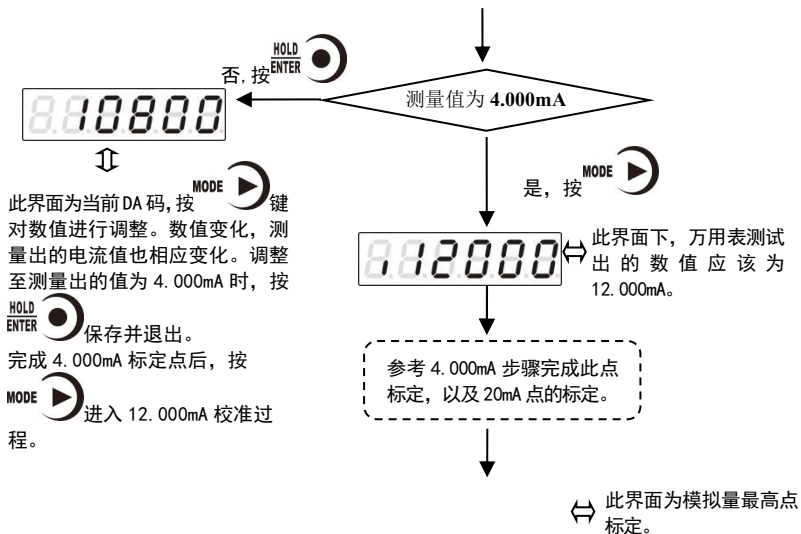 HOLD
ENTER
否,按
测量值为 4.000mA
10800
此界面为当前DA码,按 MODE 键
对数值进行调整。数值变化，测
量出的电流值也相应变化。调整
至测量出的值为 4.000mA 时，按
HOLD
ENTER
保存并退出。
完成 4.000mA 标定点后，按
MODE 进入 12.000mA 校准过
程。
是，按 MODE
ı12000
此界面下，万用表测试
出的数值应该为
12.000mA。
参考 4.000mA 步骤完成此点
标定，以及 20mA 点的标定。
此界面为模拟量最高点
标定。